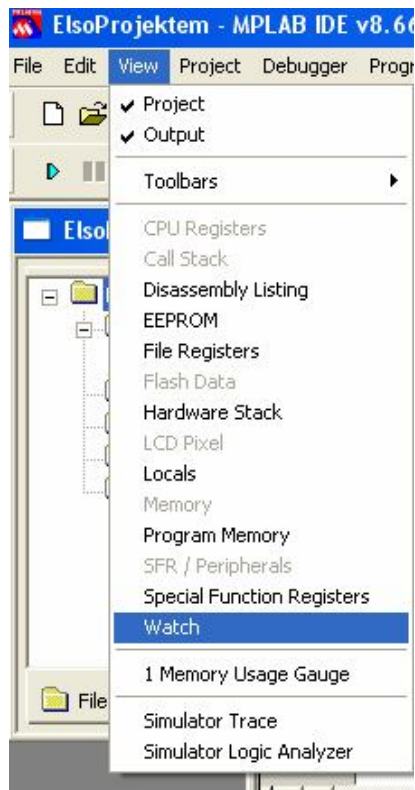 ElsoProjektem - MPLAB IDE v8.66
File Edit View Project Debugger
Project
Output
Toolbars
CPU Registers
Call Stack
Disassembly Listing
EEPROM
File Registers
Flash Data
Hardware Stack
LCD Pixel
Locals
Memory
Program Memory
SFR / Peripherals
Special Function Registers
Watch
1 Memory Usage Gauge
File
Simulator Trace
Simulator Logic Analyzer